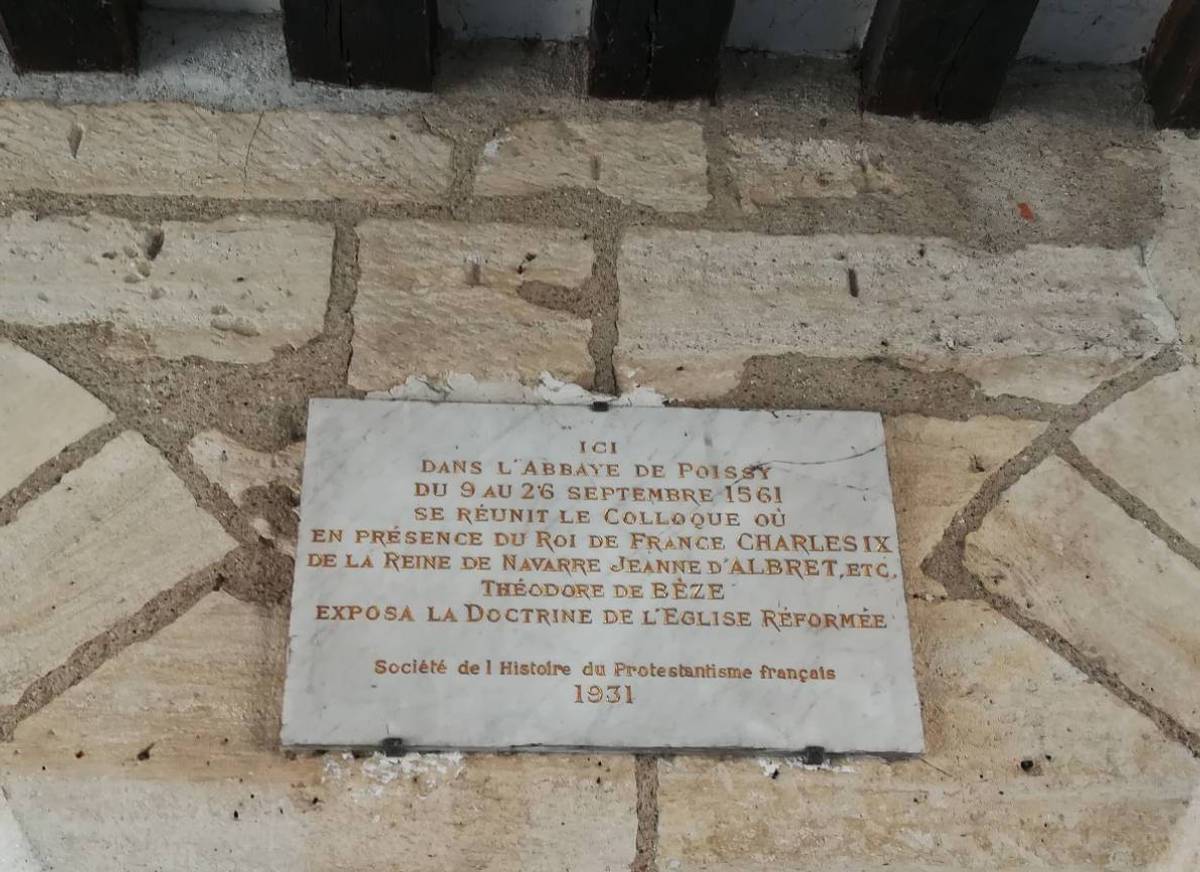 ICI
DANS L'ABBAYE DE POISSY
DU 9 AU 26 SEPTEMBRE 1561
SE RÉUNIT LE COLLOQUE OÙ
EN PRÉSENCE DU ROI DE FRANCE CHARLES IX
DE LA REINE DE NAVARRE JEANNE D'ALBRET, ETC.
THÉODORE DE BÈZE
EXPOSA LA DOCTRINE DE L'EGLISE RÉFORMÉE
Société de l Histoire du Protestantisme français
1931